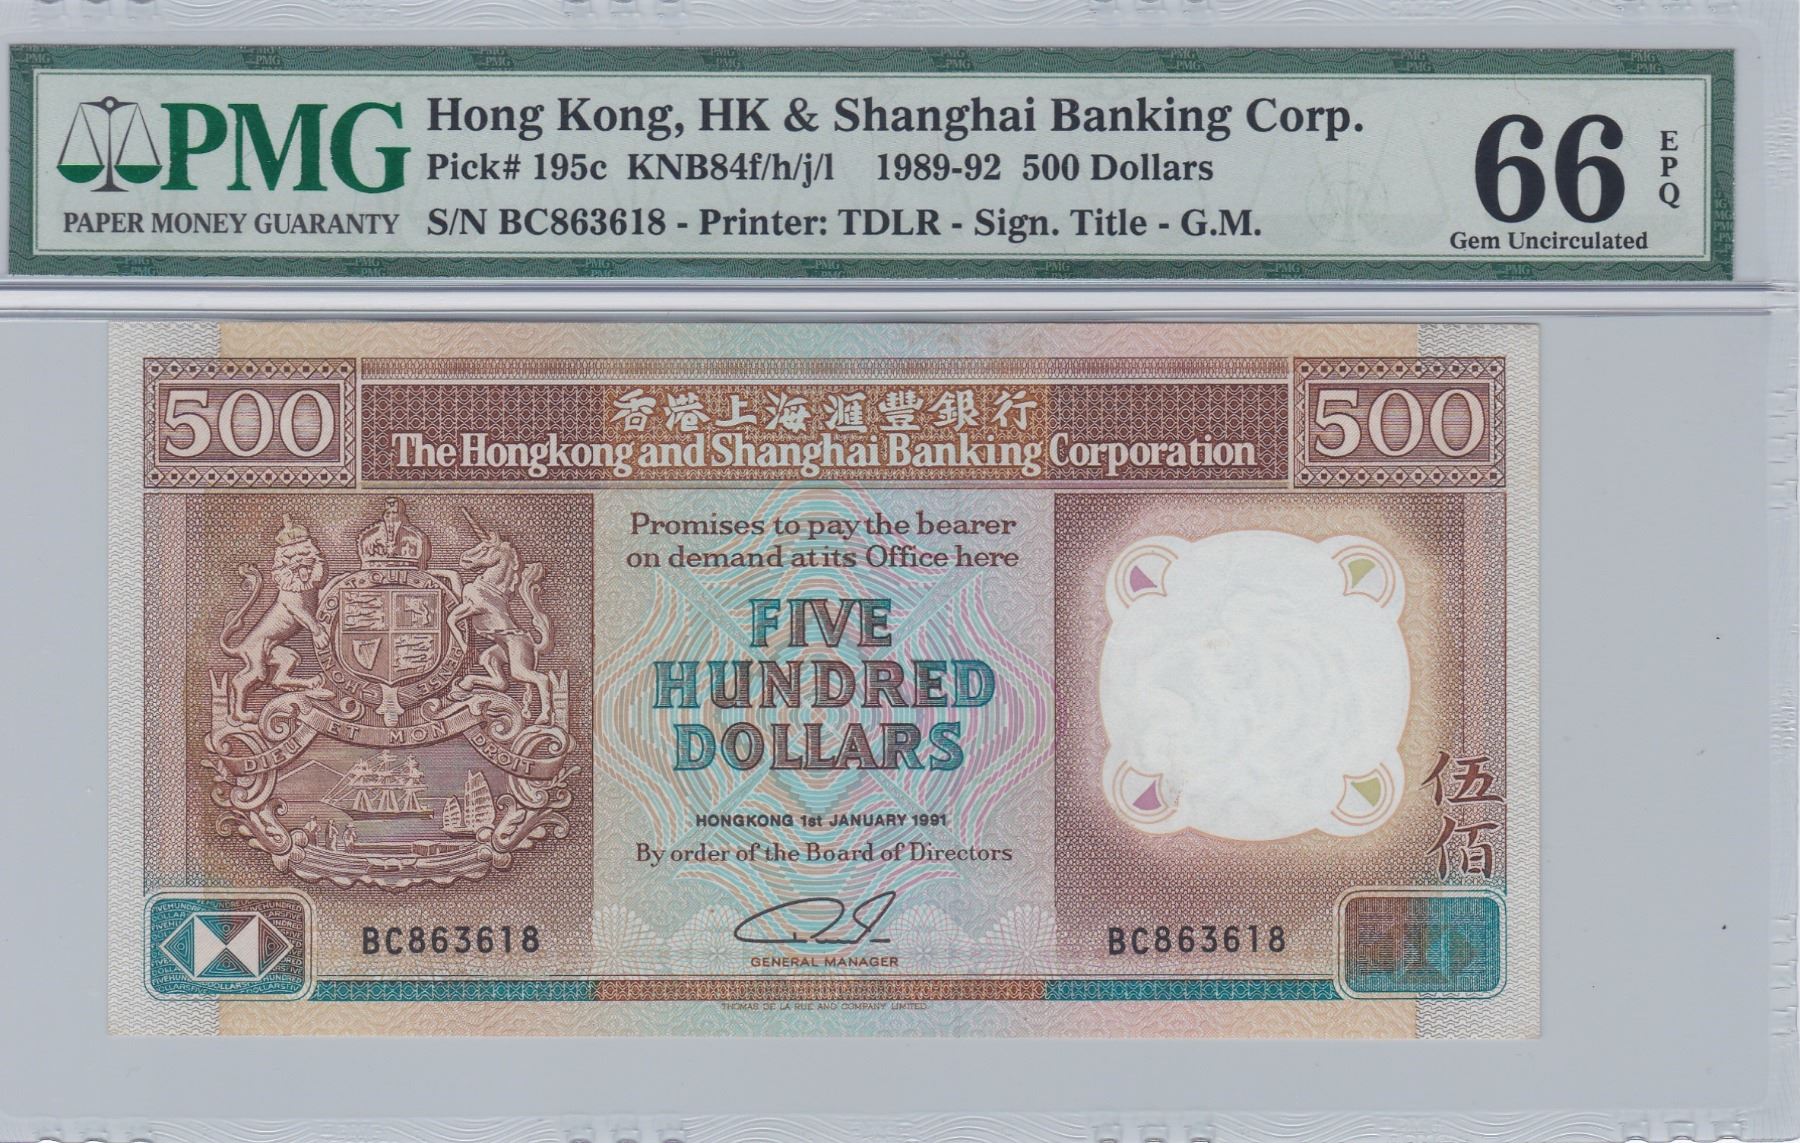 PMG
PAPER MONEY GUARANTY
Hong Kong, HK & Shanghai Banking Corp.
Pick# 195c KNB84f/h/j/l 1989-92 500 Dollars
S/N BC863618 - Printer: TDLR - Sign. Title - G.M.
66
EPQ
Gem Uncirculated
500
香港上海滙豐銀行
The Hongkong and Shanghai Banking Corporation
500
Promises to pay the bearer
on demand at its Office here
FIVE
HUNDRED
DOLLARS
DIEU ET MON DROIT
HONGKONG 1st JANUARY 1991
By order of the Board of Directors
伍佰
BC863618
GENERAL MANAGER
BC863618
THOMAS DE LA RUE AND COMPANY LIMITED